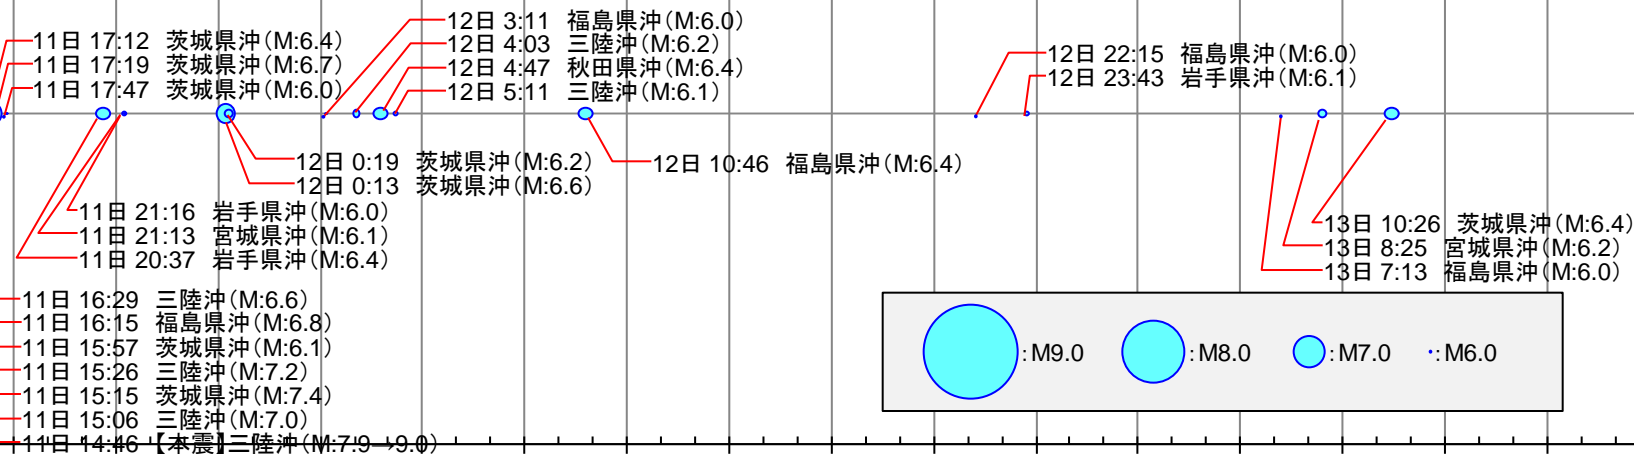 11日 17:12 茨城県沖（M:6.4）
11日 17:19 茨城県沖（M:6.7）
11日 17:47 茨城県沖（M:6.0）
12日 3:11 福島県沖（M:6.0）
12日 4:03 三陸沖（M:6.2）
12日 4:47 秋田県沖（M:6.4）
12日 5:11 三陸沖（M:6.1）
12日 22:15 福島県沖（M:6.0）
12日 23:43 岩手県沖（M:6.1）
12日 0:19 茨城県沖（M:6.2）
12日 0:13 茨城県沖（M:6.6）
12日 10:46 福島県沖（M:6.4）
11日 21:16 岩手県沖（M:6.0）
11日 21:13 宮城県沖（M:6.1）
11日 20:37 岩手県沖（M:6.4）
13日 10:26 茨城県沖（M:6.4）
13日 8:25 宮城県沖（M:6.2）
13日 7:13 福島県沖（M:6.0）
11日 16:29 三陸沖（M:6.6）
11日 16:15 福島県沖（M:6.8）
11日 15:57 茨城県沖（M:6.1）
11日 15:26 三陸沖（M:7.2）
11日 15:15 茨城県沖（M:7.4）
11日 15:06 三陸沖（M:7.0）
11日 14:46 【本震】三陸沖（M:7.9→9.0）
:M9.0 :M8.0 :M7.0 :M6.0